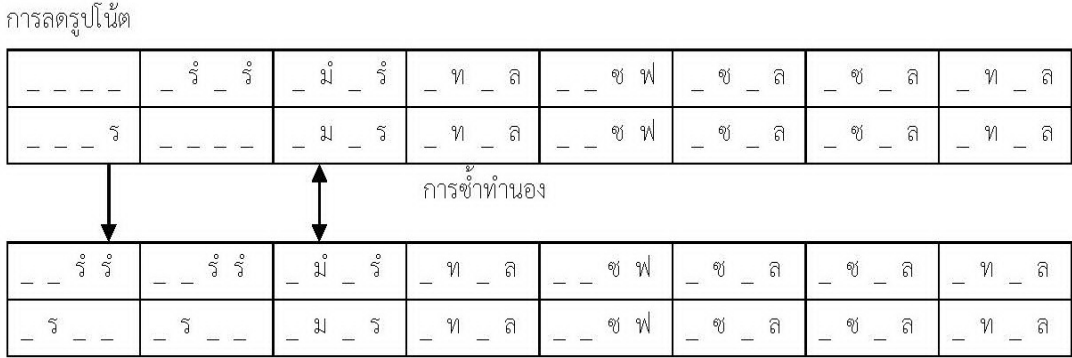 การลดรูปโน้ต
_ _ _ _ _ รํ _ รํ _ มํ _ รํ _ ท _ ล _ _ ซ ฟ _ ซ _ ล _ ซ _ ล _ ท _ ล
_ _ _ ร _ _ _ _ _ ม _ ร _ ท _ ล _ _ ซ ฟ _ ซ _ ล _ ซ _ ล _ ท _ ล
การซ้ำทำนอง
_ _ รํ รํ _ _ รํ รํ _ มํ _ รํ _ ท _ ล _ _ ซ ฟ _ ซ _ ล _ ซ _ ล _ ท _ ล
_ ร _ _ _ ร _ _ _ ม _ ร _ ท _ ล _ _ ซ ฟ _ ซ _ ล _ ซ _ ล _ ท _ ล